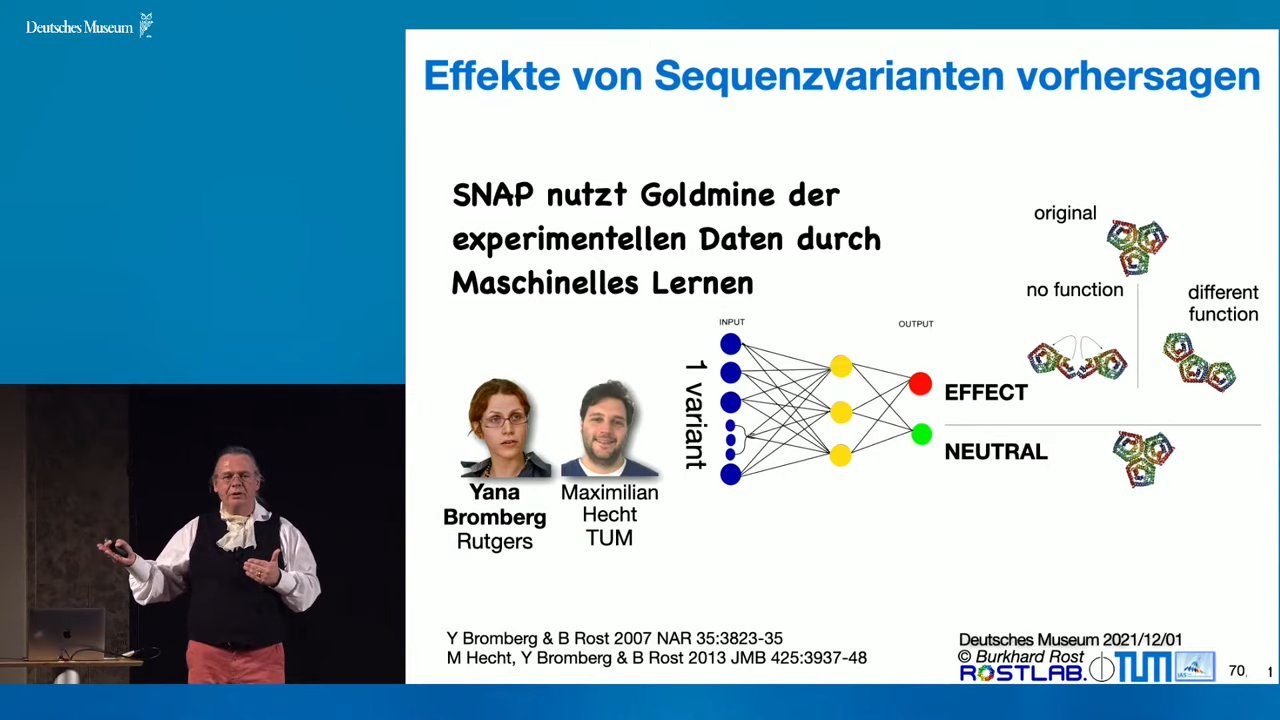 Deutsches Museum
Effekte von Sequenzvarianten vorhersagen
SNAP nutzt Goldmine der
experimentellen Daten durch
Maschinelles Lernen
original
no function
different
function
INPUT
OUTPUT
1 variant
EFFECT
NEUTRAL
Yana
Bromberg
Rutgers
Maximilian
Hecht
TUM
Y Bromberg & B Rost 2007 NAR 35:3823-35
M Hecht, Y Bromberg & B Rost 2013 JMB 425:3937-48
Deutsches Museum 2021/12/01
© Burkhard Rost
ROSTLAB.
TUM
IAS
70.
1